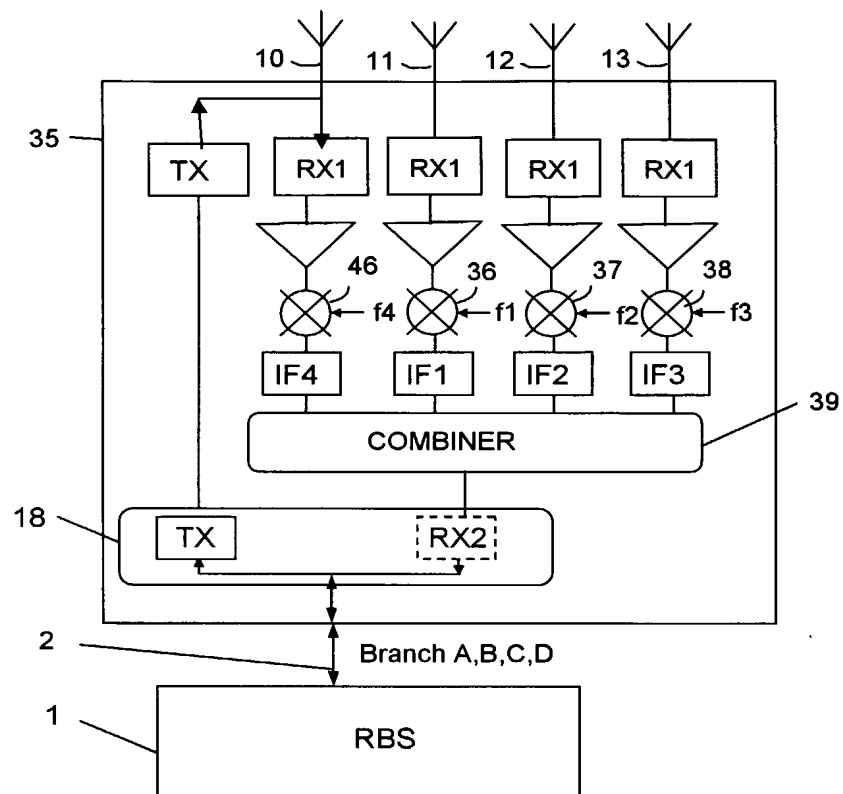 10 11 12 13
35
TX RX1 RX1 RX1 RX1
46 36 37 38
f4 f1 f2 f3
IF4 IF1 IF2 IF3
39
COMBINER
18
TX RX2
2 Branch A,B,C,D
1
RBS